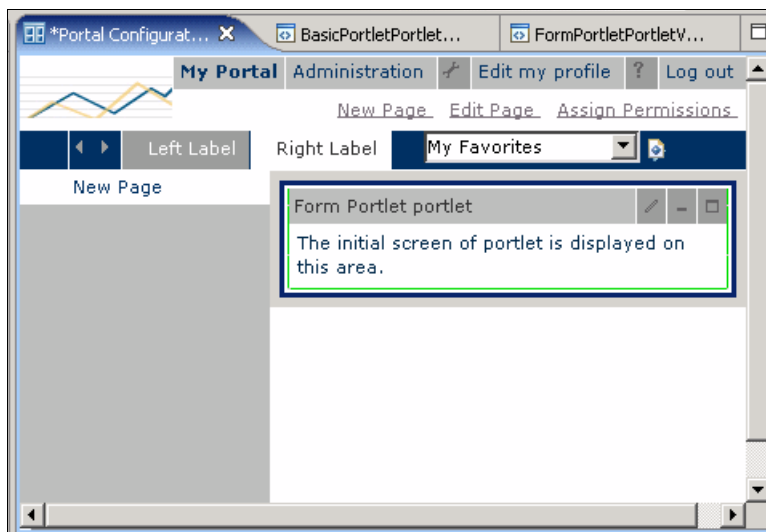 *Portal Configurat... BasicPortletPortlet... FormPortletPortletV...
My Portal Administration Edit my profile ? Log out
New Page Edit Page Assign Permissions
Left Label Right Label My Favorites
New Page
Form Portlet portlet
The initial screen of portlet is displayed on
this area.